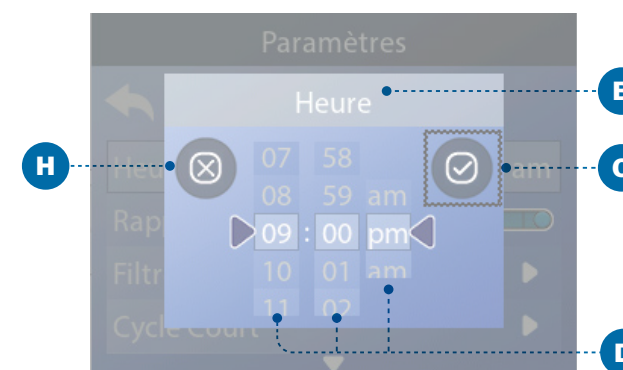 Paramètres
Heure
H
Heu
am
07 58
08 59 am
Rap
09 : 00 pm
Filtr
10 01 am
11 02
Cycle Court
D